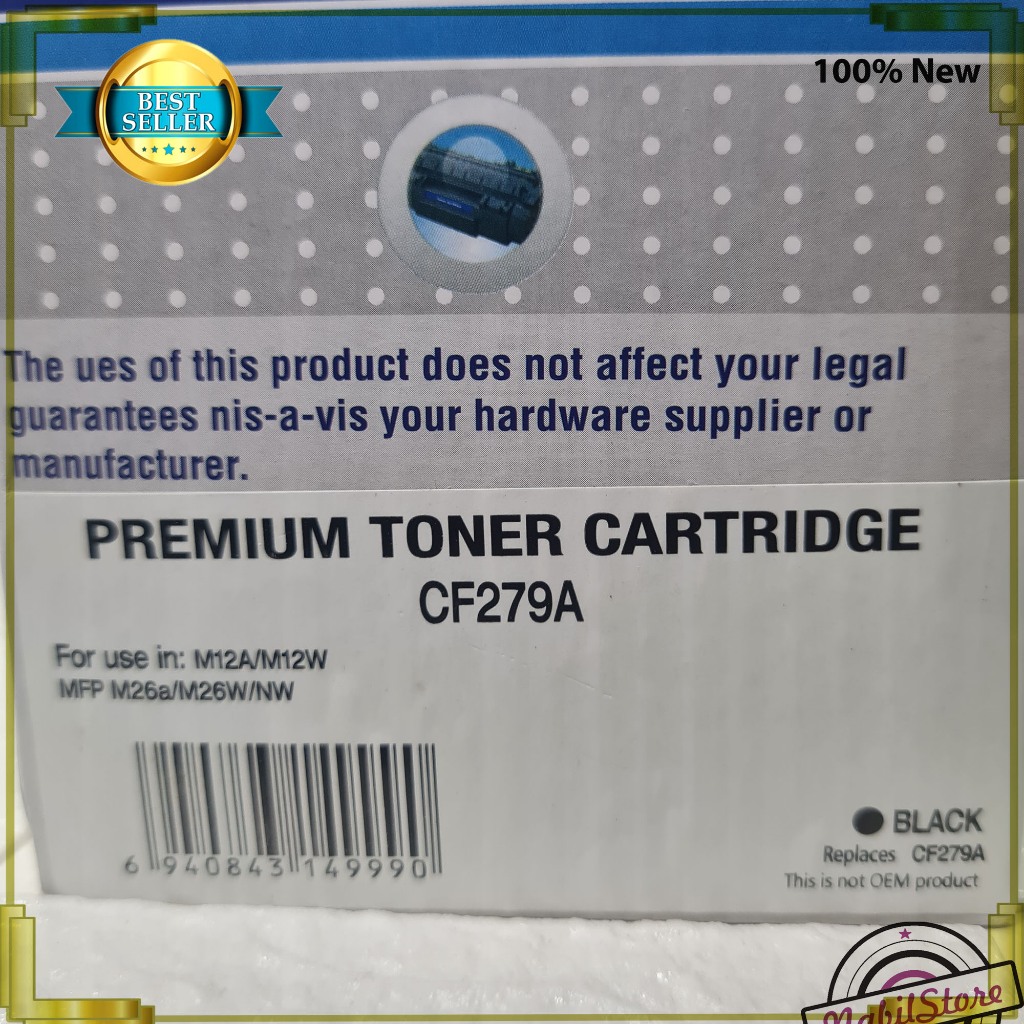 100% New
BEST
SELLER
The ues of this product does not affect your legal
guarantees nis-a-vis your hardware supplier or
manufacturer.
PREMIUM TONER CARTRIDGE
CF279A
For use in: M12A/M12W
MFP M26a/M26W/NW
6 940843 149990
BLACK
Replaces CF279A
This is not OEM product
NabilStore